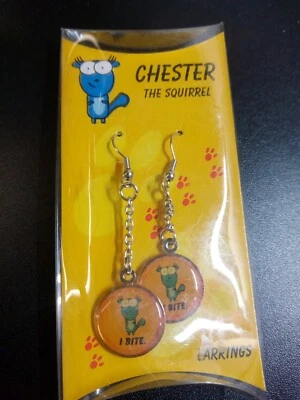 CHESTER
THE SQUIRREL
I BITE.
BITE.
EARRINGS